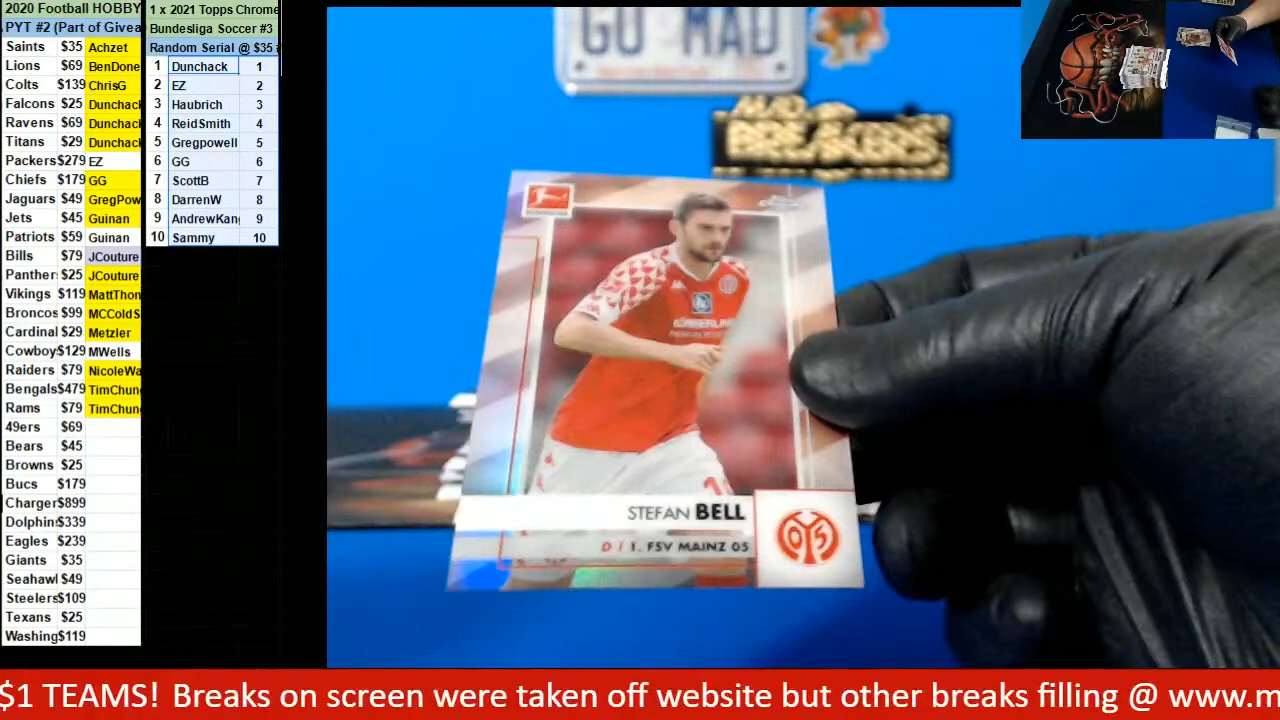 2020 Football HOBBY
PYT #2 (Part of Givea
Saints $35 Achzet
Lions $69 BenDone
Colts $139 ChrisG
Falcons $25 Dunchack
Ravens $69 Dunchack
Titans $29 Dunchack
Packers $279 EZ
Chiefs $179 GG
Jaguars $49 GregPow
Jets $45 Guinan
Patriots $59 Guinan
Bills $79 JCouture
Panther $25 JCouture
Vikings $119 MattThon
Broncos $99 MCColdS
Cardinal $29 Metzler
Cowboy $129 MWells
Raiders $79 NicoleWa
Bengals $479 TimChung
Rams $79 TimChung
49ers $69
Bears $45
Browns $25
Bucs $179
Charger $899
Dolphins $339
Eagles $239
Giants $35
Seahawl $49
Steelers $109
Texans $25
Washing $119
1 x 2021 Topps Chrome
Bundesliga Soccer #3
Random Serial @ $35
1 Dunchack 1
2 EZ 2
3 Haubrich 3
4 ReidSmith 4
5 Gregpowell 5
6 GG 6
7 ScottB 7
8 DarrenW 8
9 AndrewKang 9
10 Sammy 10
GO MAD
BREAKERS
STEFAN BELL
D / 1. FSV MAINZ 05
$1 TEAMS! Breaks on screen were taken off website but other breaks filling @ www.m